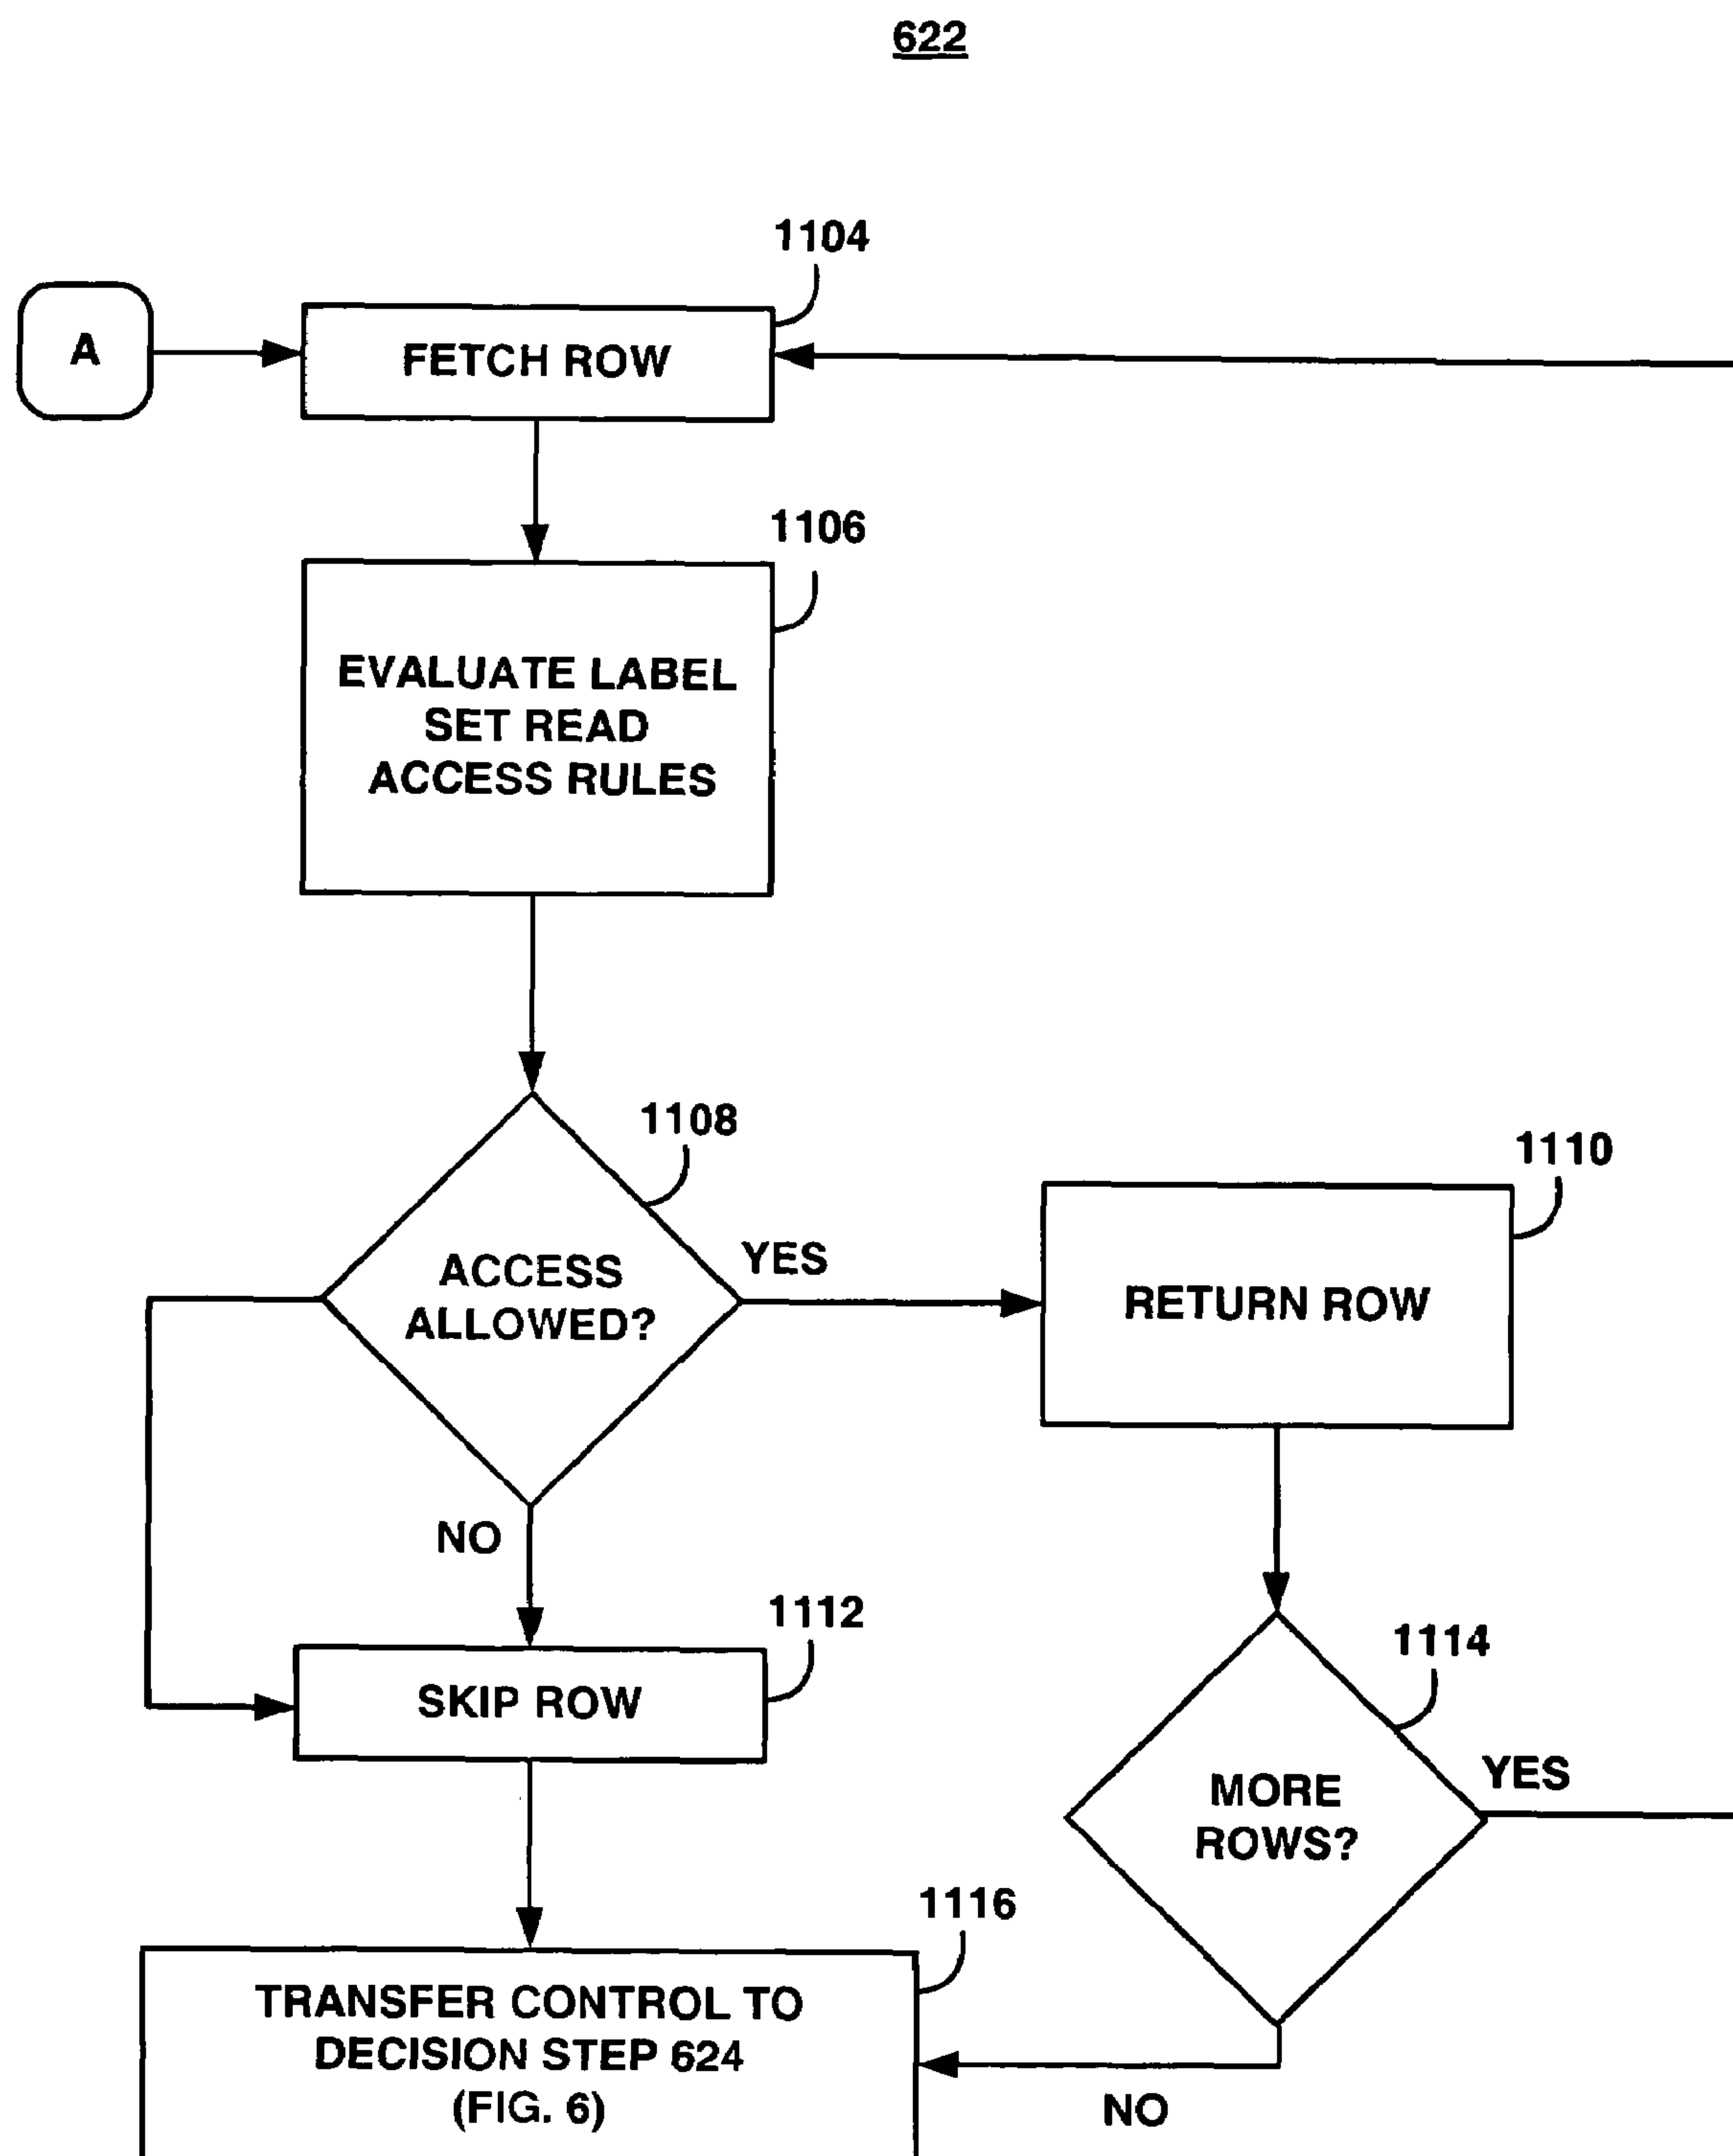 622
1104
A
FETCH ROW
1106
EVALUATE LABEL
SET READ
ACCESS RULES
1108
ACCESS
ALLOWED?
YES
1110
RETURN ROW
NO
1112
SKIP ROW
1114
MORE
ROWS?
YES
1116
TRANSFER CONTROL TO
DECISION STEP 624
(FIG. 6)
NO